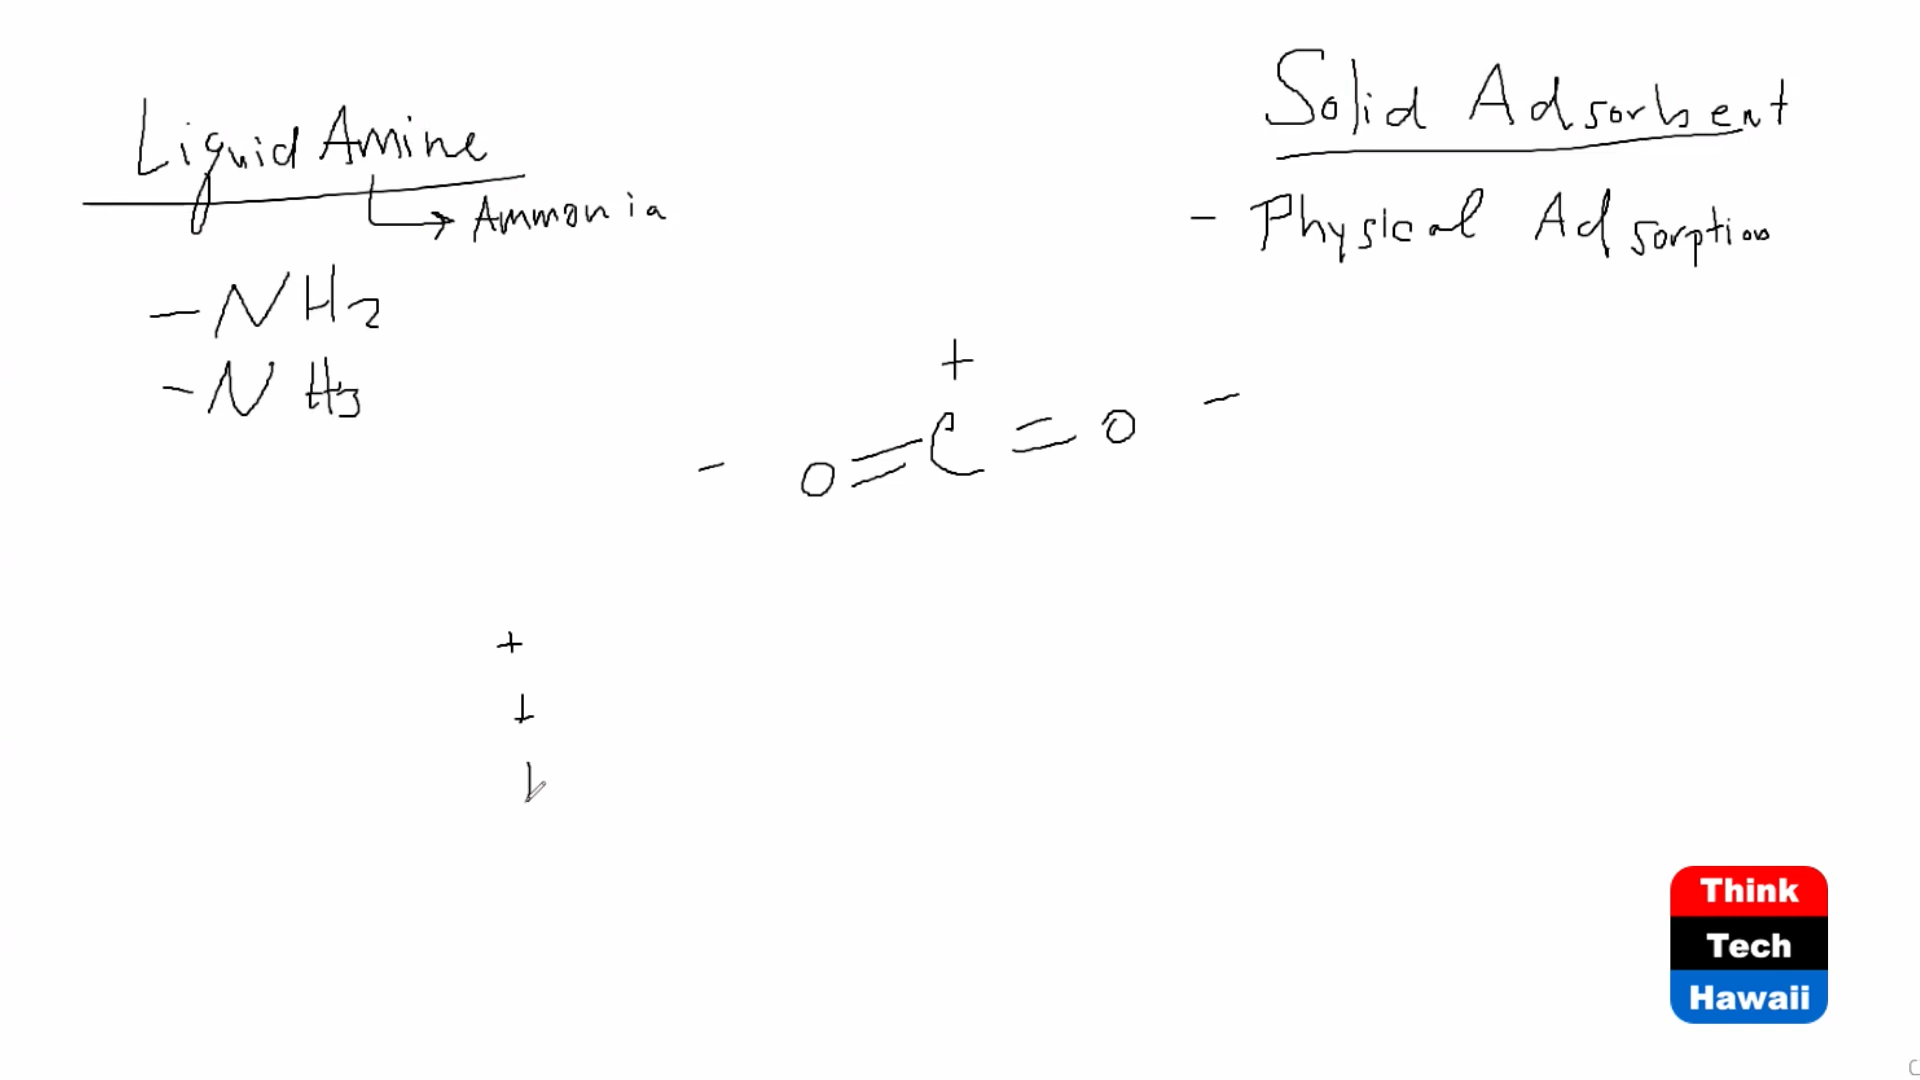 Liquid Amine
→ Ammonia
- NH2
- NH3
Solid Adsorbent
- Physical Adsorption
+
- O = C = O -
+
+
Think
Tech
Hawaii